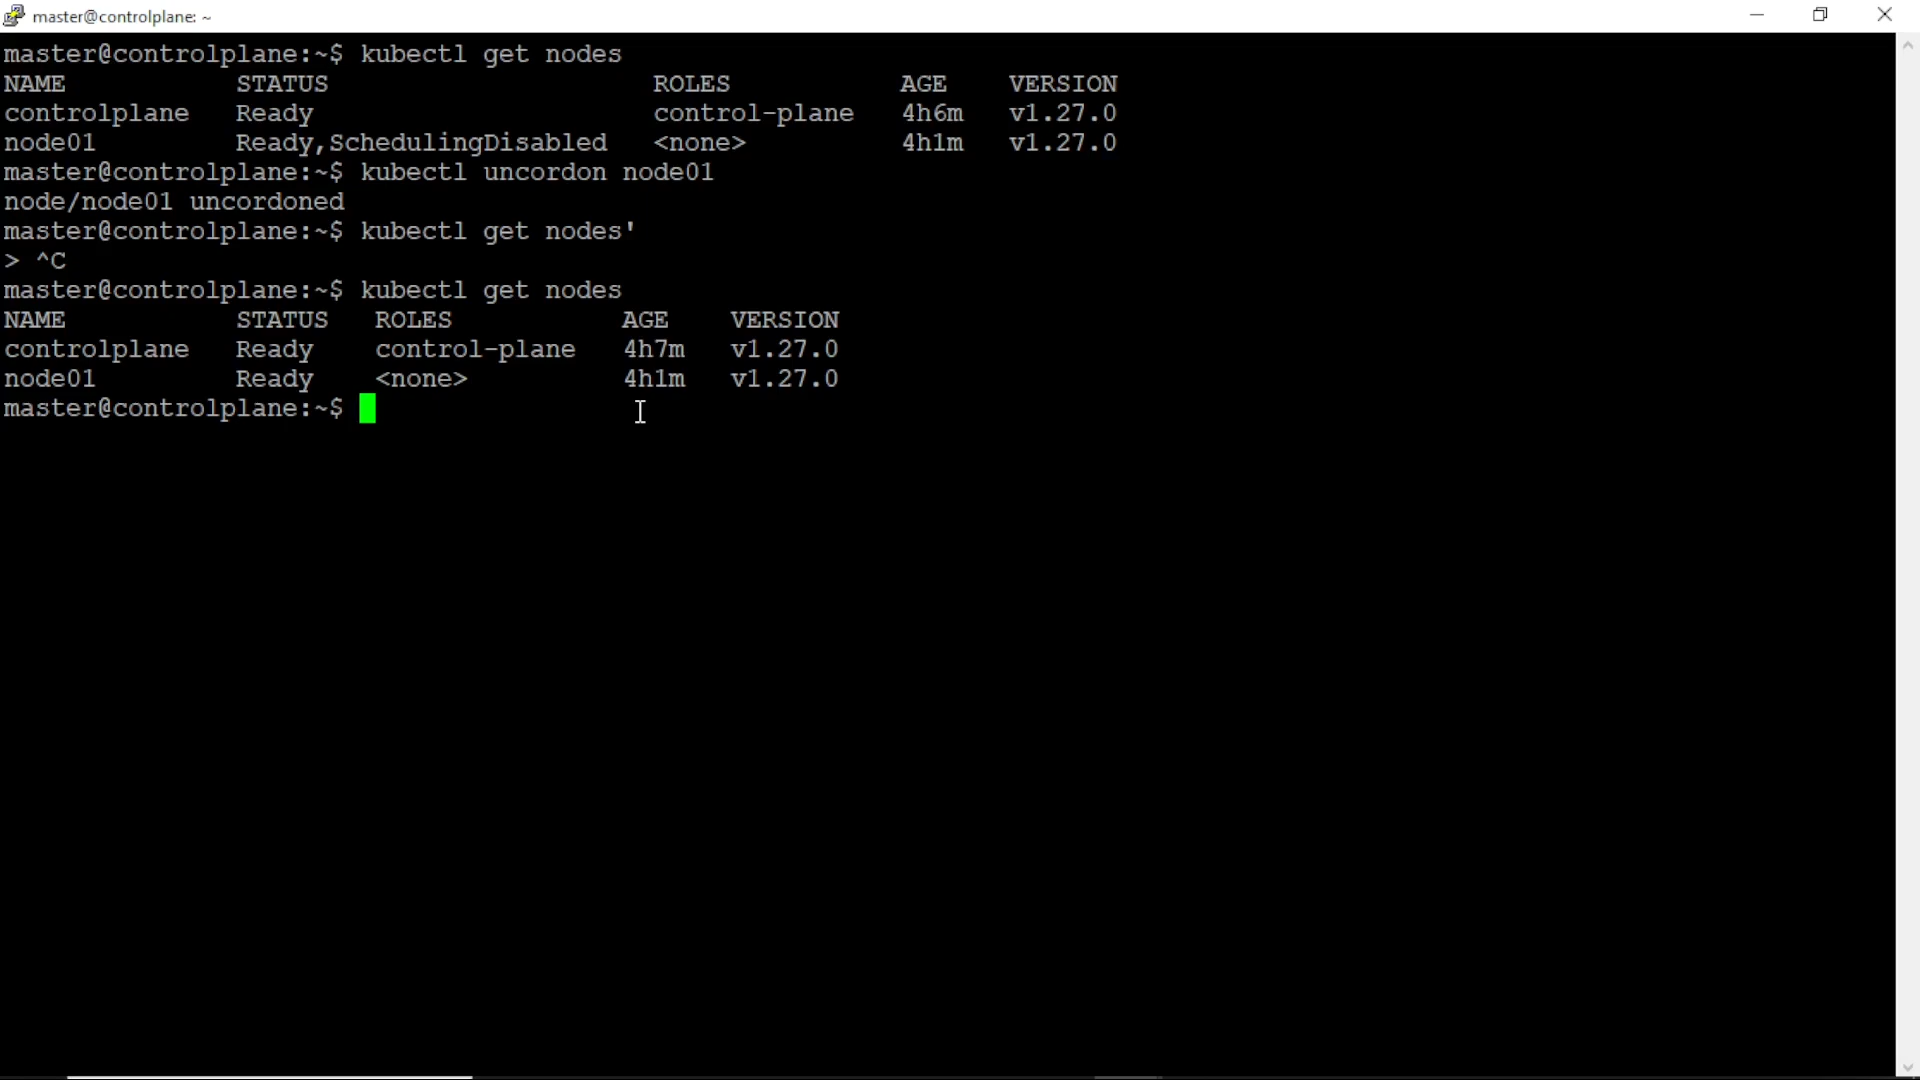 master@controlplane: ~
master@controlplane:~$ kubectl get nodes
NAME           STATUS                     ROLES           AGE    VERSION
controlplane   Ready                      control-plane   4h6m   v1.27.0
node01         Ready,SchedulingDisabled   <none>          4h1m   v1.27.0
master@controlplane:~$ kubectl uncordon node01
node/node01 uncordoned
master@controlplane:~$ kubectl get nodes'
> ^C
master@controlplane:~$ kubectl get nodes
NAME           STATUS   ROLES           AGE    VERSION
controlplane   Ready    control-plane   4h7m   v1.27.0
node01         Ready    <none>          4h1m   v1.27.0
master@controlplane:~$